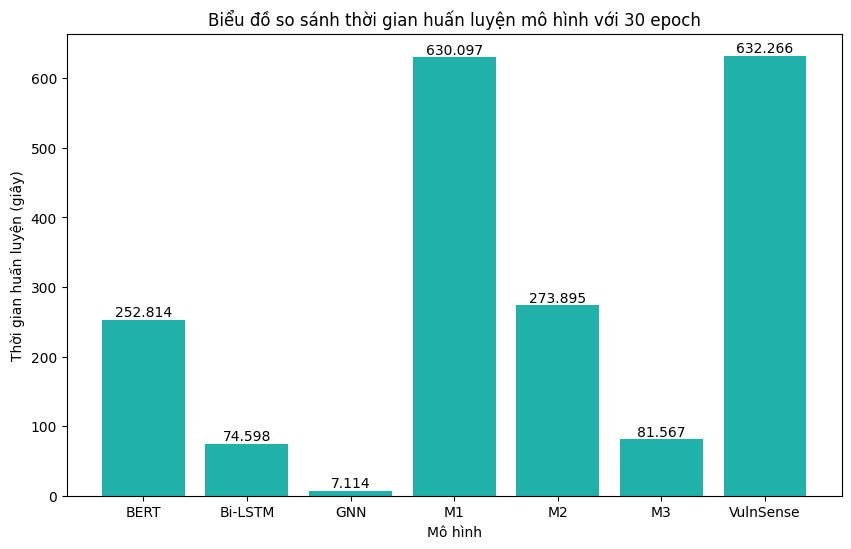 Biểu đồ so sánh thời gian huấn luyện mô hình với 30 epoch
Thời gian huấn luyện (giây)
600
500
400
300
200
100
0
252.814
74.598
7.114
630.097
273.895
81.567
632.266
BERT
Bi-LSTM
GNN
M1
M2
M3
VulnSense
Mô hình